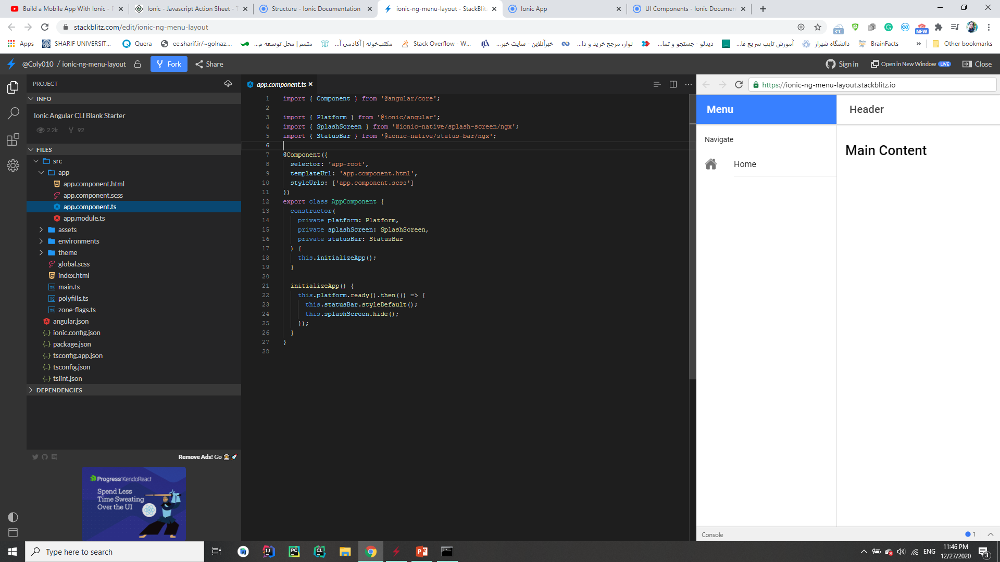 Build a Mobile App With Ionic - F
Ionic - Javascript Action Sheet - T
Structure - Ionic Documentation
ionic-ng-menu-layout - StackBlitz
Ionic App
UI Components - Ionic Documen
stackblitz.com/edit/ionic-ng-menu-layout
3°C
NEW
Apps
SHARIF UNIVERSIT...
Quera
ee.sharif.ir/~golnaz....
متمم | محل توسعه م...
مکتب‌خونه | آکادمی آ...
Stack Overflow - W...
خبرآنلاین - سایت خبر...
نوار، مرجع خرید و دا...
دیدئو - جستجو و تما...
آموزش تایپ سریع فا...
دانشگاه شیراز
BrainFacts
»
Other bookmarks
@Coly010 / ionic-ng-menu-layout
Fork
Share
Sign in
Open in New Window LIVE
Close
PROJECT
INFO
Ionic Angular CLI Blank Starter
2.2k 92
FILES
src
app
app.component.html
app.component.scss
app.component.ts
app.module.ts
assets
environments
theme
global.scss
index.html
main.ts
polyfills.ts
zone-flags.ts
angular.json
ionic.config.json
package.json
tsconfig.app.json
tsconfig.json
tslint.json
DEPENDENCIES
Remove Ads! Go
Progress® KendoReact
Spend Less
Time Sweating
Over the UI
app.component.ts
1 import { Component } from '@angular/core';
2
3 import { Platform } from '@ionic/angular';
4 import { SplashScreen } from '@ionic-native/splash-screen/ngx';
5 import { StatusBar } from '@ionic-native/status-bar/ngx';
6
7 @Component({
8 selector: 'app-root',
9 templateUrl: 'app.component.html',
10 styleUrls: ['app.component.scss']
11 })
12 export class AppComponent {
13 constructor(
14 private platform: Platform,
15 private splashScreen: SplashScreen,
16 private statusBar: StatusBar
17 ) {
18 this.initializeApp();
19 }
20
21 initializeApp() {
22 this.platform.ready().then(() => {
23 this.statusBar.styleDefault();
24 this.splashScreen.hide();
25 });
26 }
27 }
28
https://ionic-ng-menu-layout.stackblitz.io
Menu
Header
Navigate
Home
Main Content
Console
1
Type here to search
ENG
11:46 PM
12/27/2020
3